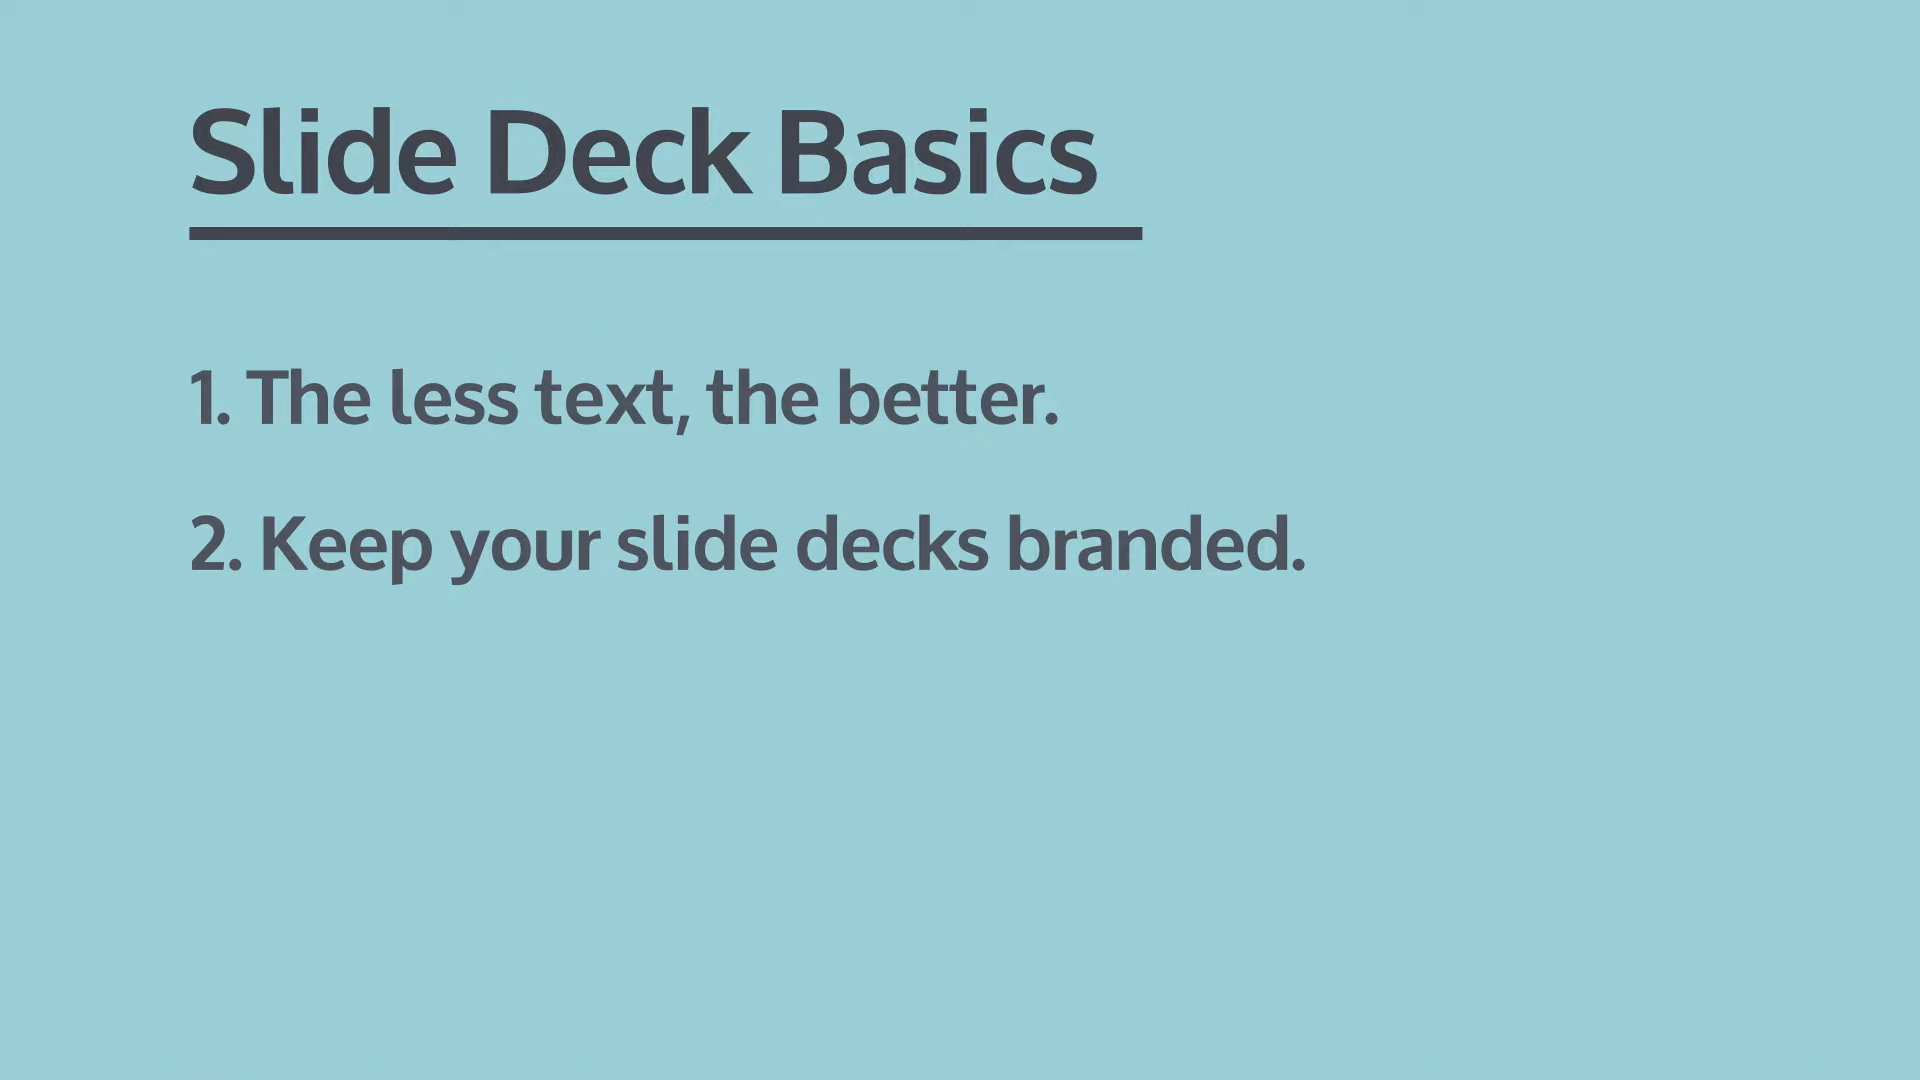 Slide Deck Basics
1. The less text, the better.
2. Keep your slide decks branded.